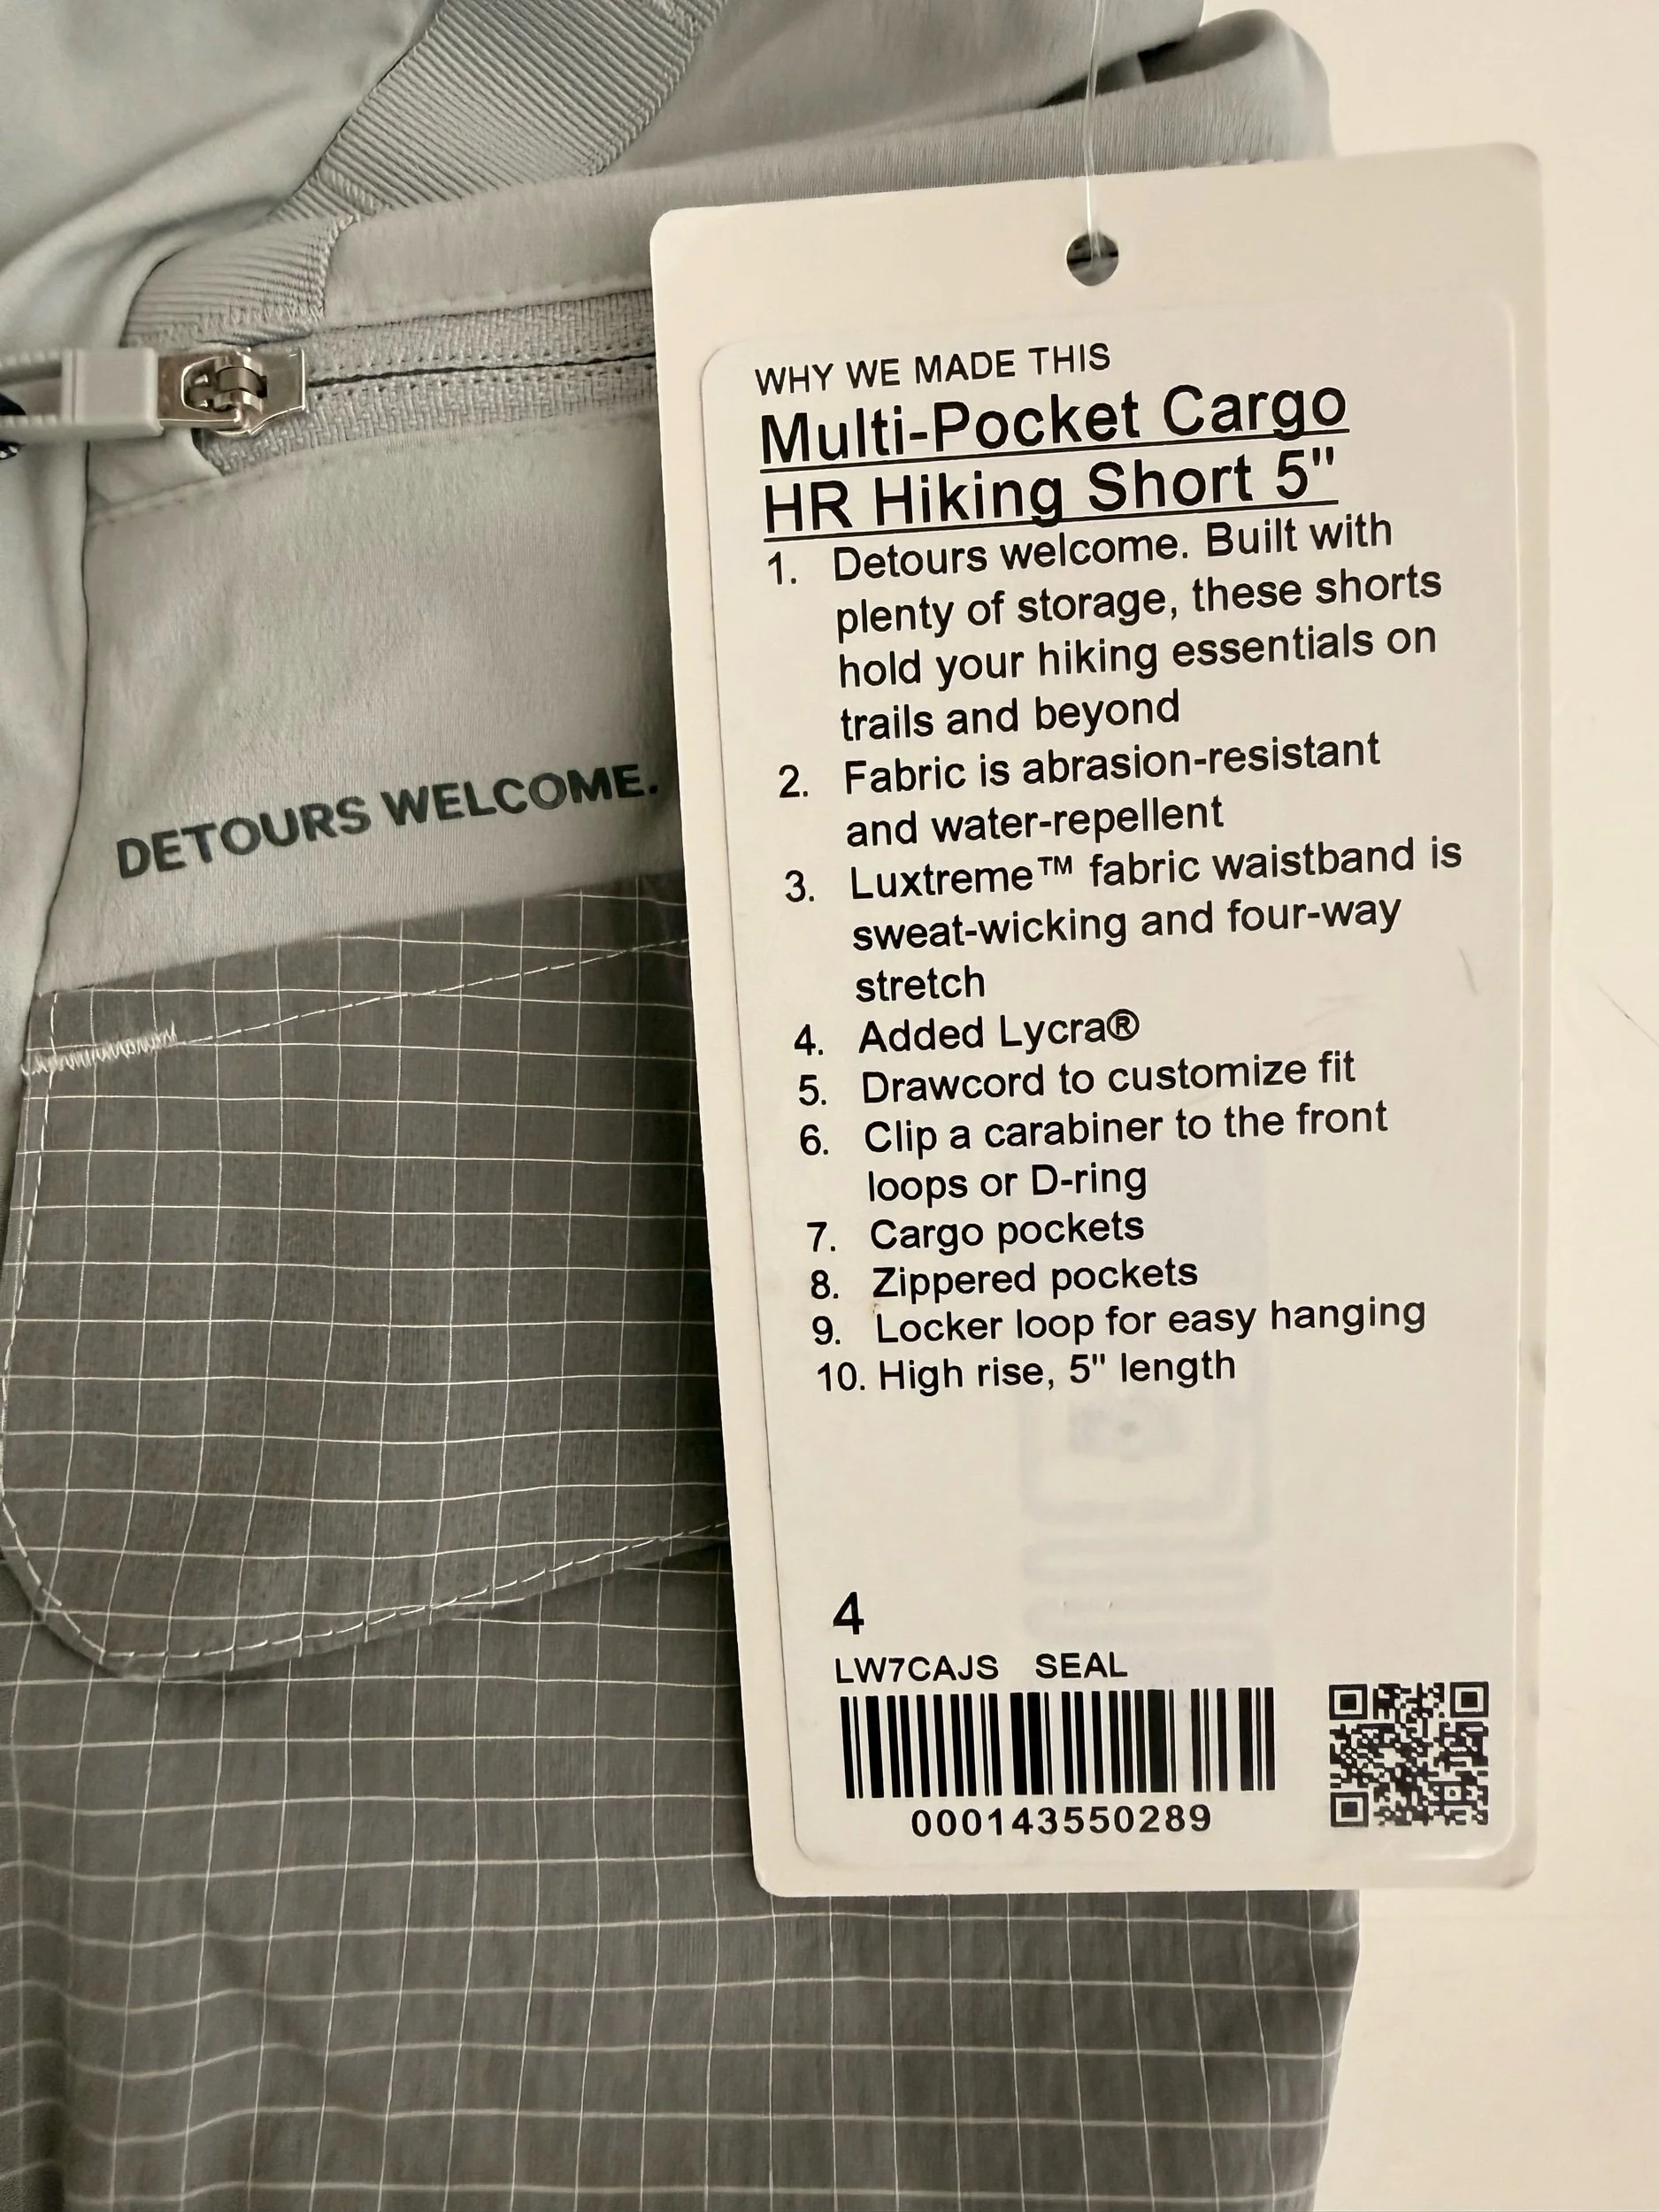 WHY WE MADE THIS
Multi-Pocket Cargo
HR Hiking Short 5"
1. Detours welcome. Built with
plenty of storage, these shorts
hold your hiking essentials on
trails and beyond
2. Fabric is abrasion-resistant
and water-repellent
3. Luxtreme™ fabric waistband is
sweat-wicking and four-way
stretch
4. Added Lycra®
5. Drawcord to customize fit
6. Clip a carabiner to the front
loops or D-ring
7. Cargo pockets
8. Zippered pockets
9. Locker loop for easy hanging
10. High rise, 5" length
4
LW7CAJS SEAL
000143550289
DETOURS WELCOME.